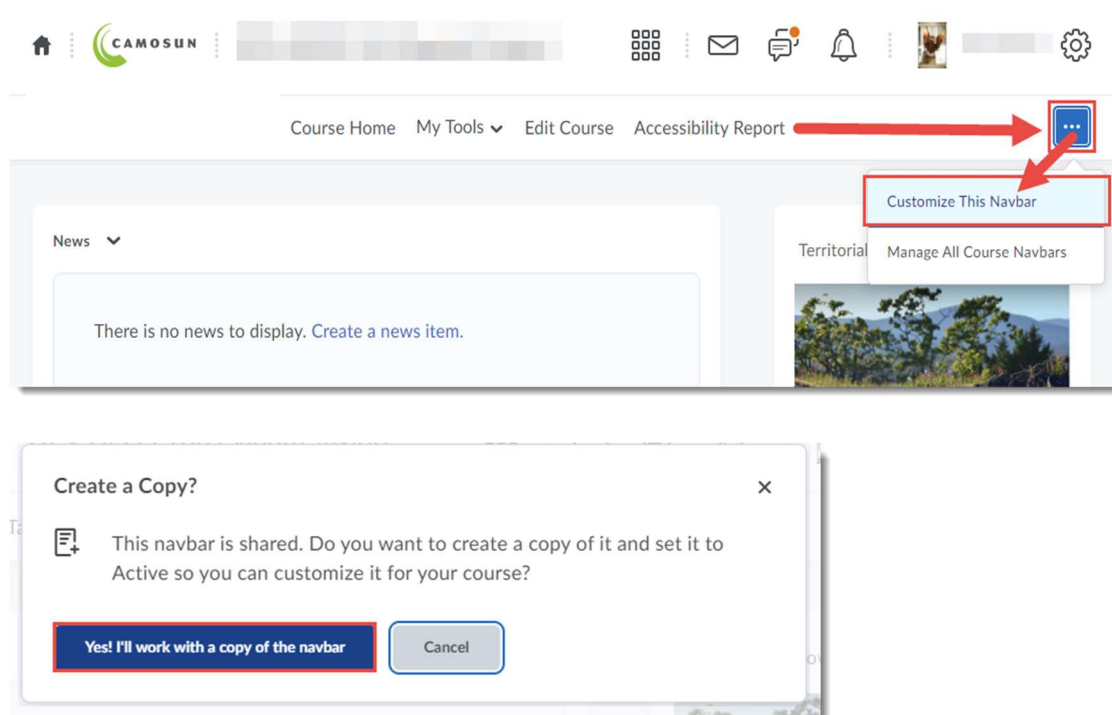 CAMOSUN
Course Home My Tools Edit Course Accessibility Report
Customize This Navbar
News
Territorial
Manage All Course Navbars
There is no news to display. Create a news item.
Create a Copy?
This navbar is shared. Do you want to create a copy of it and set it to
Active so you can customize it for your course?
Yes! I'll work with a copy of the navbar
Cancel